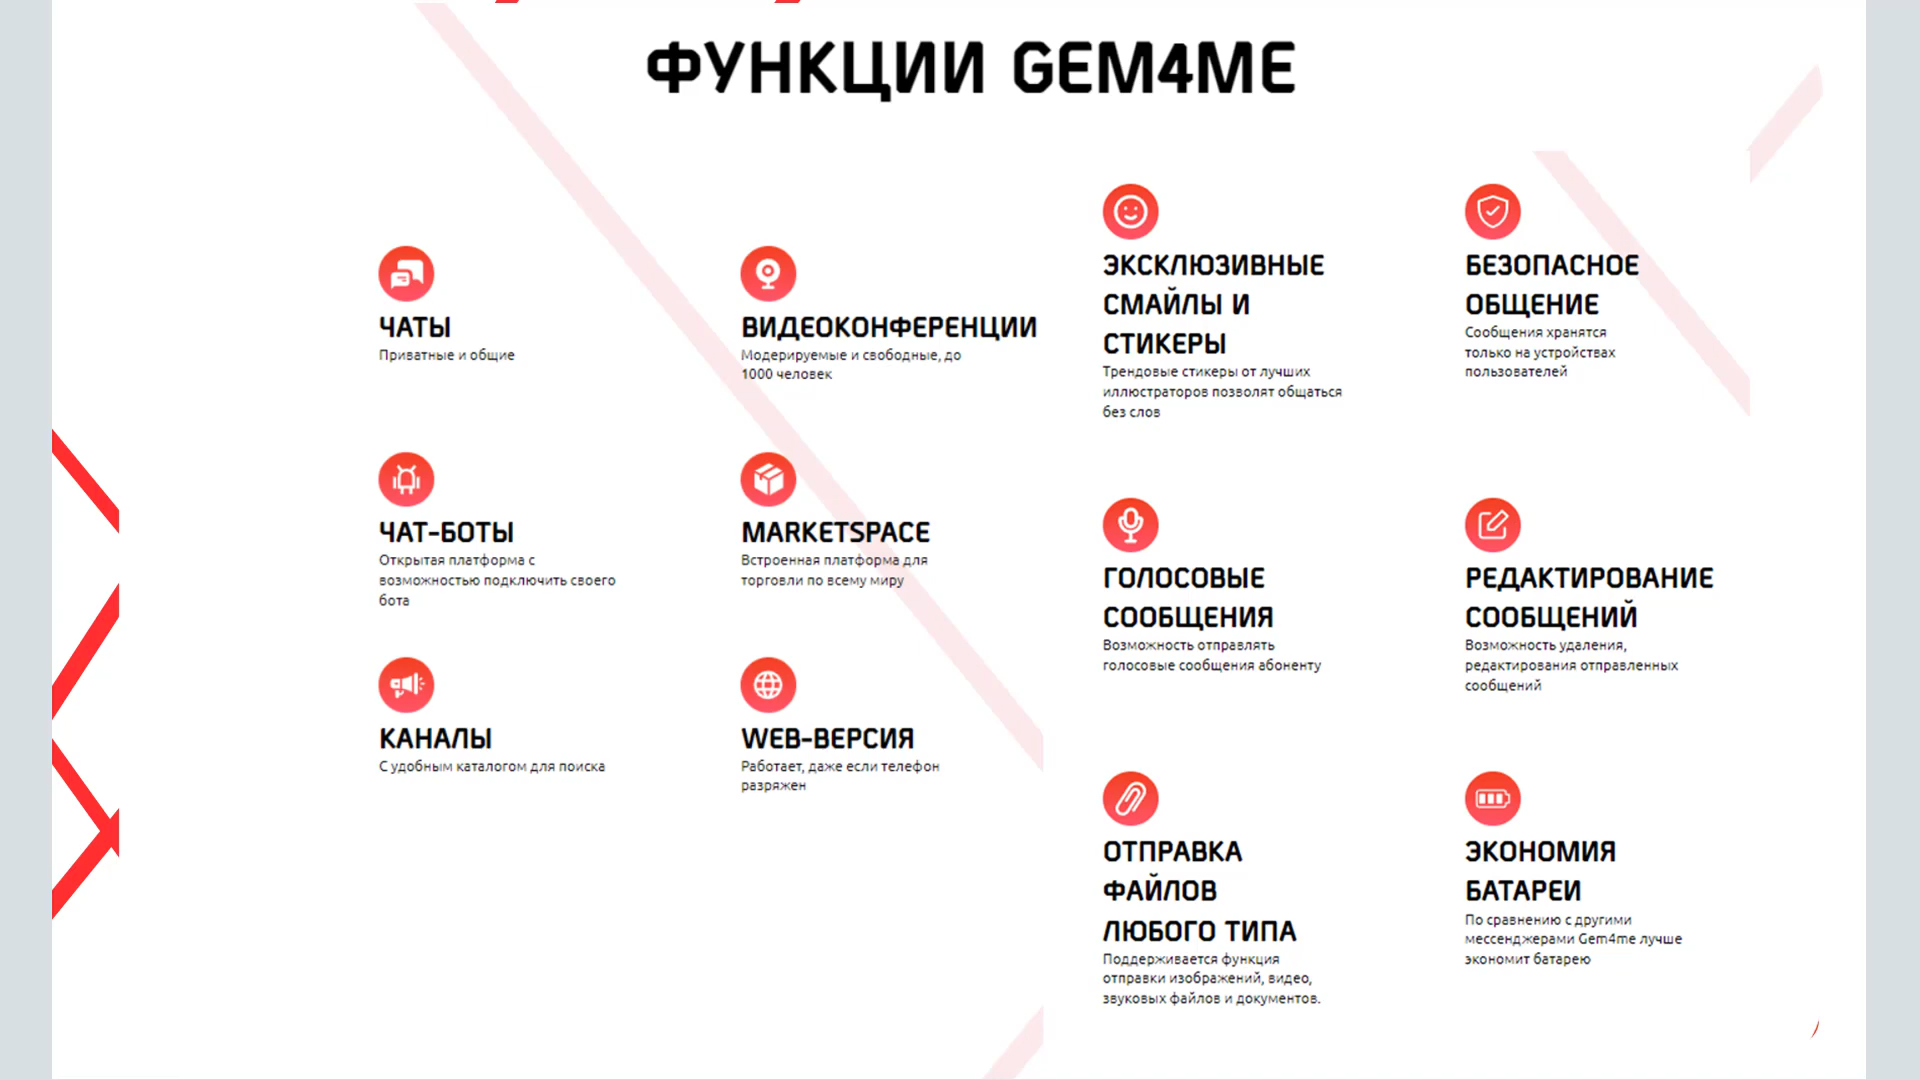 ФУНКЦИИ GEM4ME
ЧАТЫ
Приватные и общие
ВИДЕОКОНФЕРЕНЦИИ
Модерируемые и свободные, до
1000 человек
ЭКСКЛЮЗИВНЫЕ
СМАЙЛЫ И
СТИКЕРЫ
Трендовые стикеры от лучших
иллюстраторов позволят общаться
без слов
БЕЗОПАСНОЕ
ОБЩЕНИЕ
Сообщения хранятся
только на устройствах
пользователей
ЧАТ-БОТЫ
Открытая платформа с
возможностью подключить своего
бота
MARKETSPACE
Встроенная платформа для
торговли по всему миру
ГОЛОСОВЫЕ
СООБЩЕНИЯ
Возможность отправлять
голосовые сообщения абоненту
РЕДАКТИРОВАНИЕ
СООБЩЕНИЙ
Возможность удаления,
редактирования отправленных
сообщений
КАНАЛЫ
С удобным каталогом для поиска
WEB-ВЕРСИЯ
Работает, даже если телефон
разряжен
ОТПРАВКА
ФАЙЛОВ
ЛЮБОГО ТИПА
Поддерживается функция
отправки изображений, видео,
звуковых файлов и документов.
ЭКОНОМИЯ
БАТАРЕИ
По сравнению с другими
мессенджерами Gem4me лучше
экономит батарею